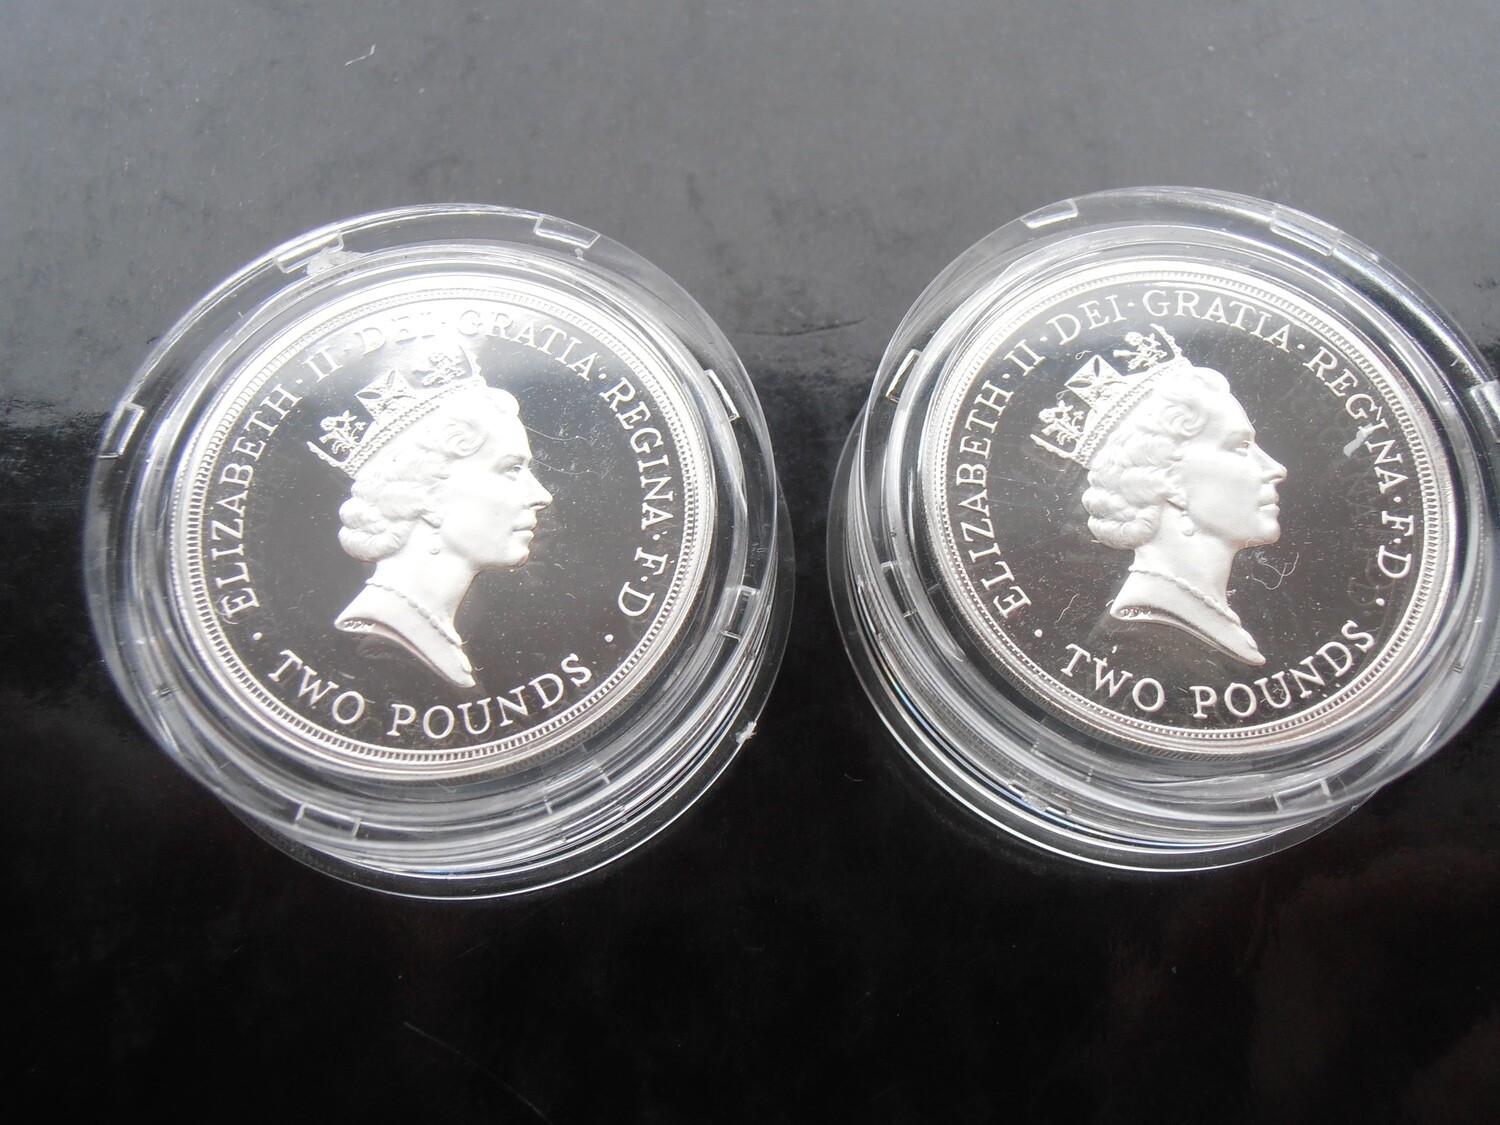 ELIZABETH·II·DEI·GRATIA·REGINA·F·D·
TWO POUNDS
ELIZABETH·II·DEI·GRATIA·REGINA·F·D·
TWO POUNDS